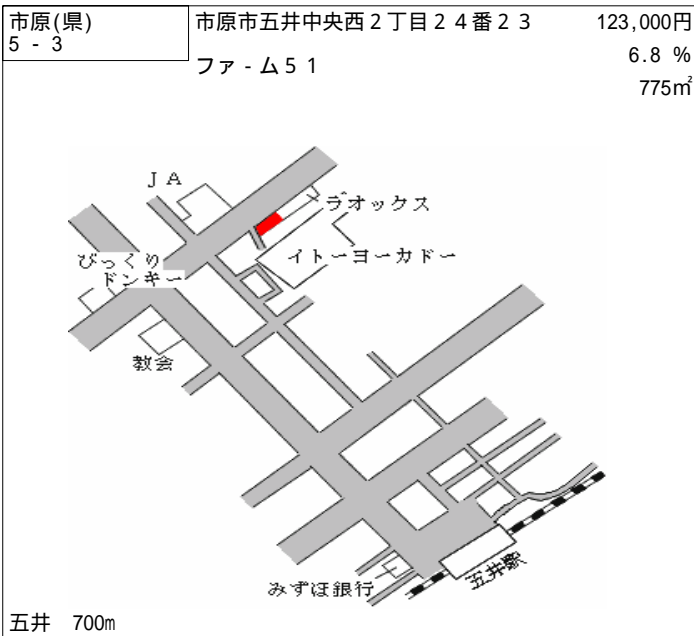 市原(県)
5 - 3
市原市五井中央西２丁目２４番２３
ファ - ム５１
123,000円
6.8 %
775㎡
ＪＡ
ラオックス
イトーヨーカドー
びっくり
ドンキー
教会
みずほ銀行
五井駅
五井 700m